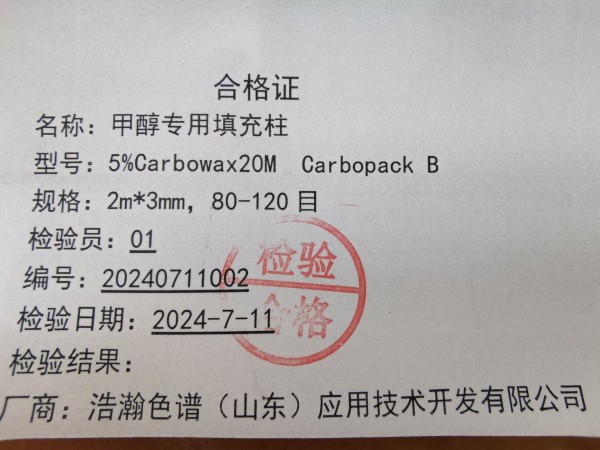 合格证
名称：甲醇专用填充柱
型号：5%Carbowax20M Carbopack B
规格：2m*3mm，80-120目
检验员：01
编号：20240711002
检验日期：2024-7-11
检验结果：
检验
合格
厂商：浩瀚色谱（山东）应用技术开发有限公司